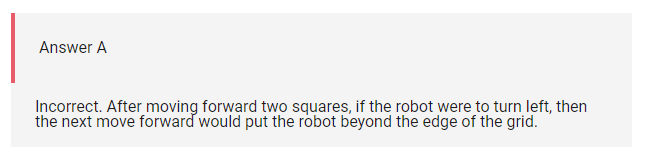 Answer A
Incorrect. After moving forward two squares, if the robot were to turn left, then
the next move forward would put the robot beyond the edge of the grid.